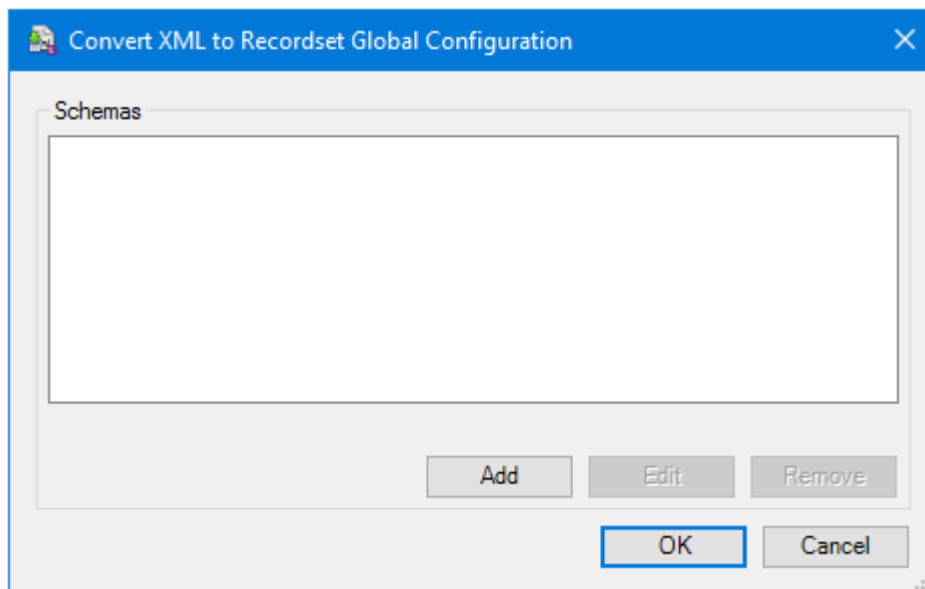 Convert XML to Recordset Global Configuration
Schemas
Add Edit Remove
OK Cancel